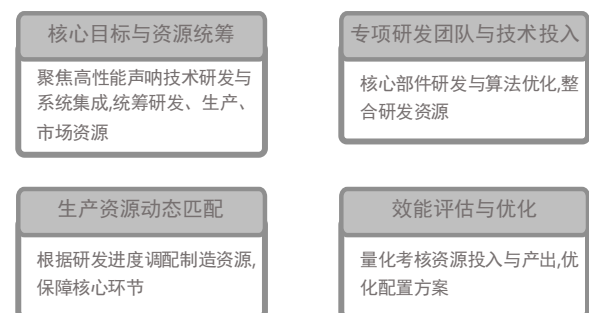 核心目标与资源统筹
聚焦高性能声呐技术研发与
系统集成,统筹研发、生产、
市场资源
专项研发团队与技术投入
核心部件研发与算法优化,整
合研发资源
生产资源动态匹配
根据研发进度调配制造资源,
保障核心环节
效能评估与优化
量化考核资源投入与产出,优
化配置方案